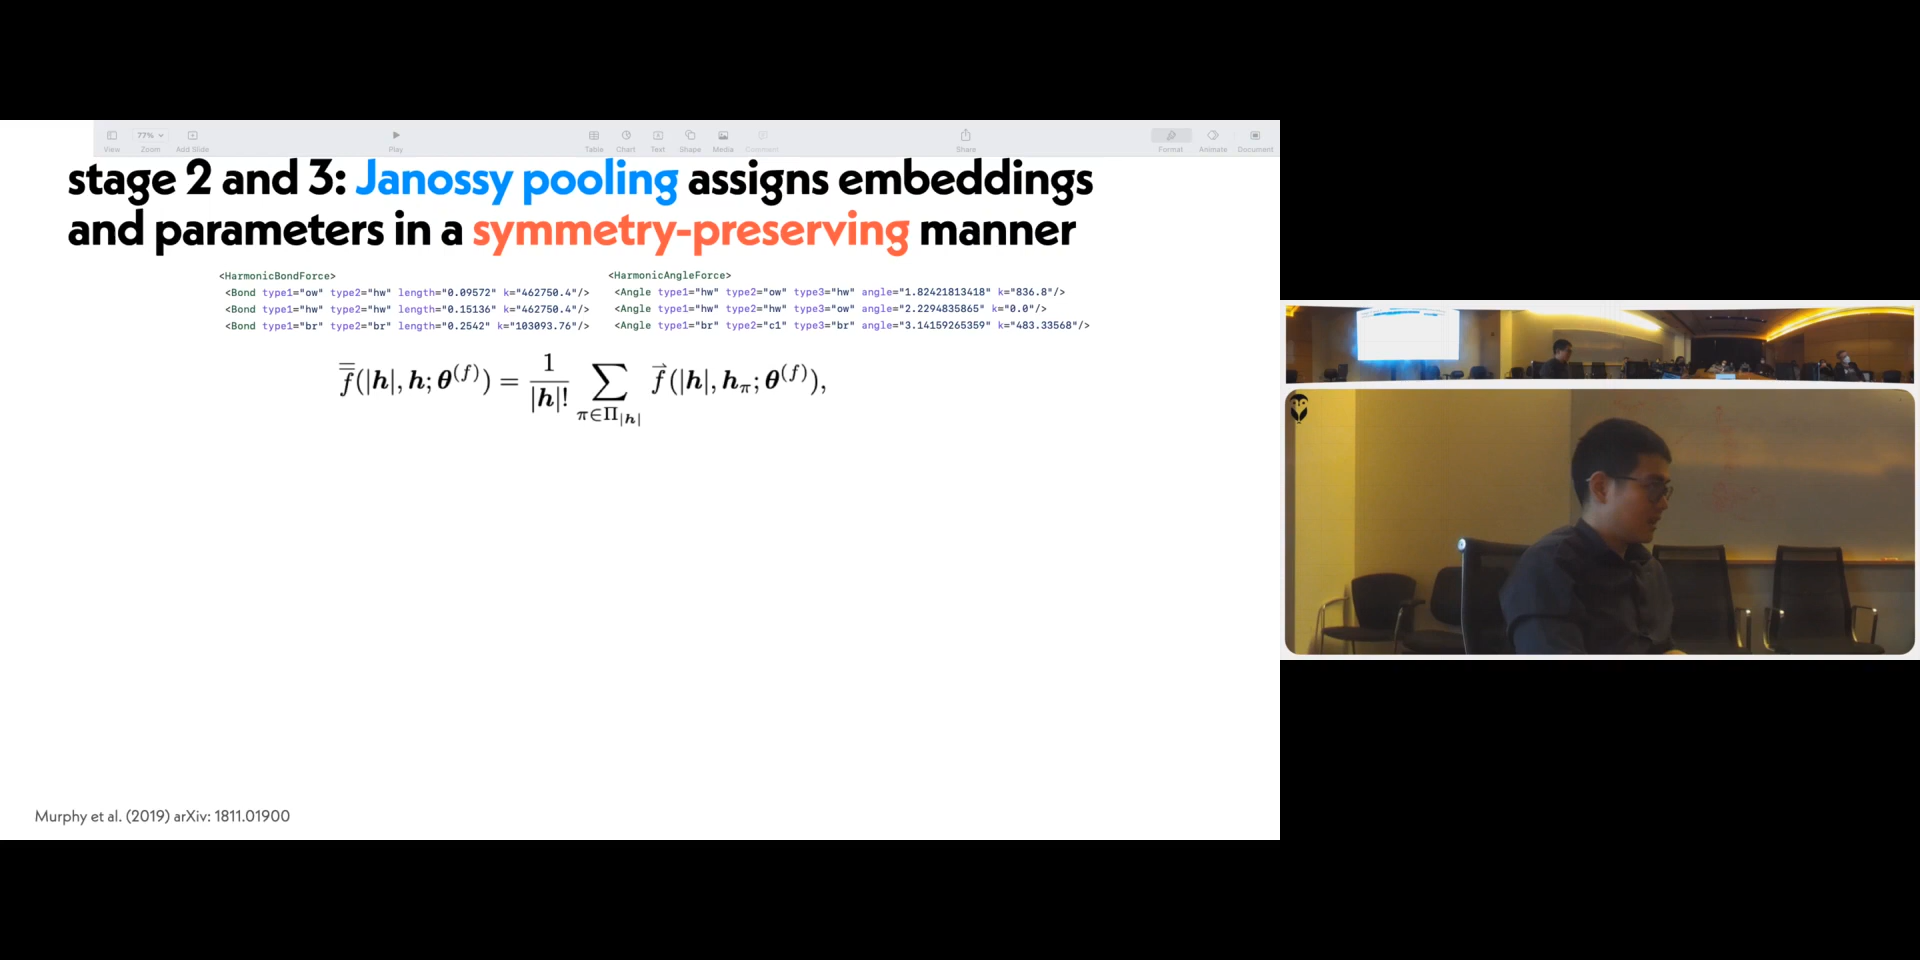 View 77% Zoom Add Slide Play Table Chart Text Shape Media Comment Share Format Animate Document
stage 2 and 3: Janossy pooling assigns embeddings
and parameters in a symmetry-preserving manner
<HarmonicBondForce>
<Bond type1="ow" type2="hw" length="0.09572" k="462750.4"/>
<Bond type1="hw" type2="hw" length="0.15136" k="462750.4"/>
<Bond type1="br" type2="br" length="0.2542" k="103093.76"/>
<HarmonicAngleForce>
<Angle type1="hw" type2="ow" type3="hw" angle="1.82421813418" k="836.8"/>
<Angle type1="hw" type2="hw" type3="ow" angle="2.2294835865" k="0.0"/>
<Angle type1="br" type2="c1" type3="br" angle="3.14159265359" k="483.33568"/>
f̿(|h|, h; θ^(f)) = 1/|h|! ∑_{π∈Π_|h|} f⃗(|h|, h_π; θ^(f)),
Murphy et al. (2019) arXiv: 1811.01900